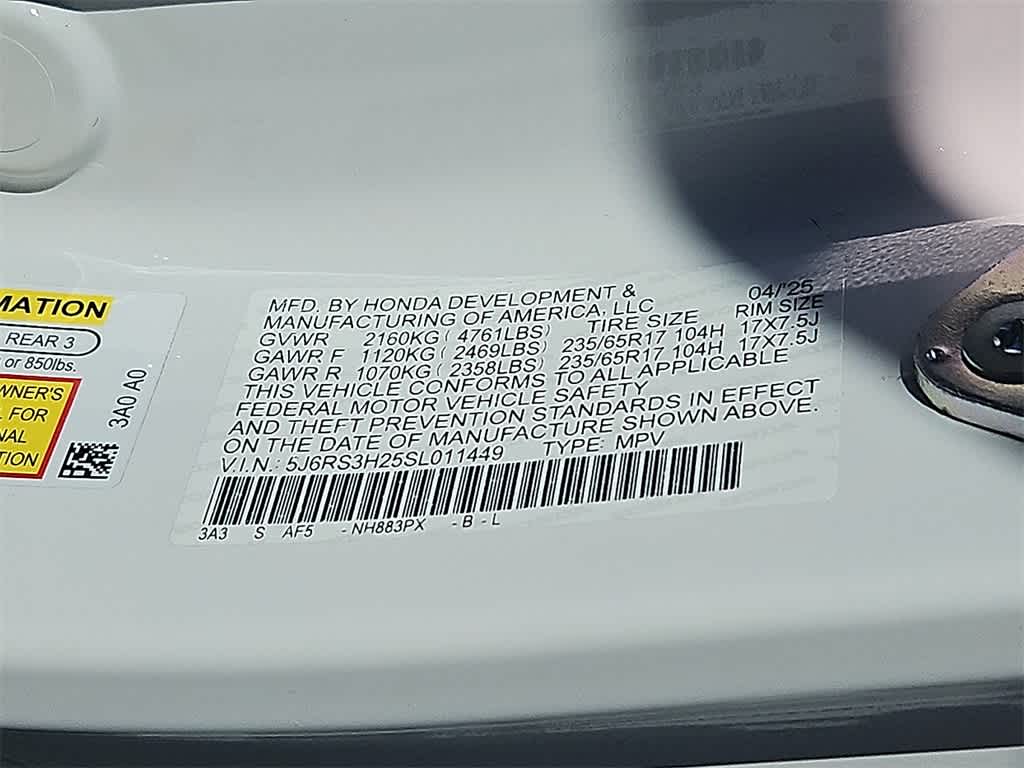 MATION
REAR 3
or 850lbs.
WNER'S
L FOR
NAL
TION
3A0 A0
MFD. BY HONDA DEVELOPMENT & 04/'25
MANUFACTURING OF AMERICA, LLC
TIRE SIZE RIM SIZE
GVWR 2160KG ( 4761LBS)
GAWR F 1120KG ( 2469LBS) 235/65R17 104H 17X7.5J
GAWR R 1070KG ( 2358LBS) 235/65R17 104H 17X7.5J
THIS VEHICLE CONFORMS TO ALL APPLICABLE
FEDERAL MOTOR VEHICLE SAFETY
AND THEFT PREVENTION STANDARDS IN EFFECT
ON THE DATE OF MANUFACTURE SHOWN ABOVE.
V.I.N.: 5J6RS3H25SL011449 TYPE: MPV
3A3 S AF5 - NH883PX - B - L